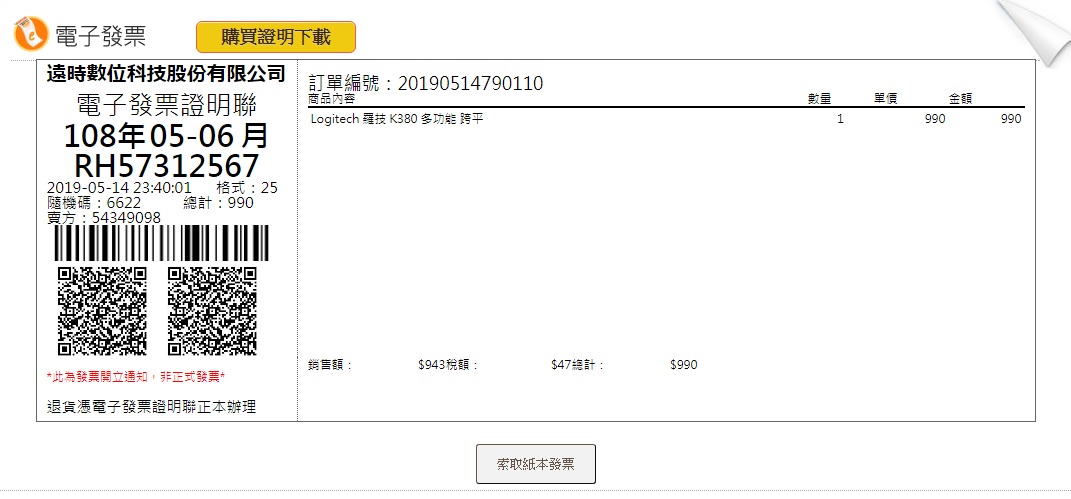 電子發票
購買證明下載
遠時數位科技股份有限公司
電子發票證明聯
108年05-06月
RH57312567
2019-05-14 23:40:01 格式：25
隨機碼：6622 總計：990
賣方：54349098
*此為發票開立通知，非正式發票*
退貨憑電子發票證明聯正本辦理
訂單編號：20190514790110
商品內容 數量 單價 金額
Logitech 羅技 K380 多功能 跨平 1 990 990
銷售額： $943稅額： $47總計： $990
索取紙本發票